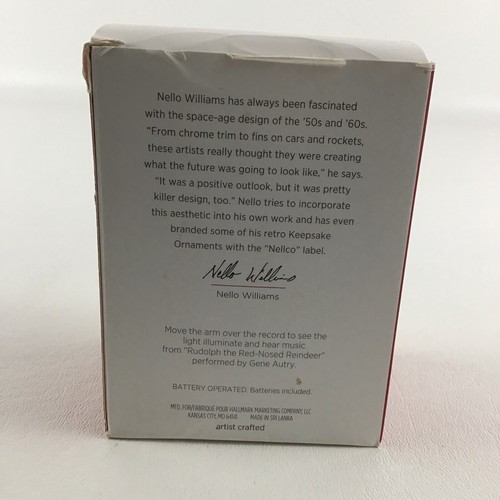 Nello Williams has always been fascinated
with the space-age design of the '50s and '60s.
"From chrome trim to fins on cars and rockets,
these artists really thought they were creating
what the future was going to look like," he says.
"It was a positive outlook, but it was pretty
killer design, too." Nello tries to incorporate
this aesthetic into his own work and has even
branded some of his retro Keepsake
Ornaments with the "Nellco" label.
Nello Williams
Nello Williams
Move the arm over the record to see the
light illuminate and hear music
from "Rudolph the Red-Nosed Reindeer"
performed by Gene Autry.
BATTERY OPERATED. Batteries included.
MFD. FOR/FABRIQUÉ POUR HALLMARK MARKETING COMPANY, LLC
KANSAS CITY, MO 64141 MADE IN SRI LANKA
artist crafted